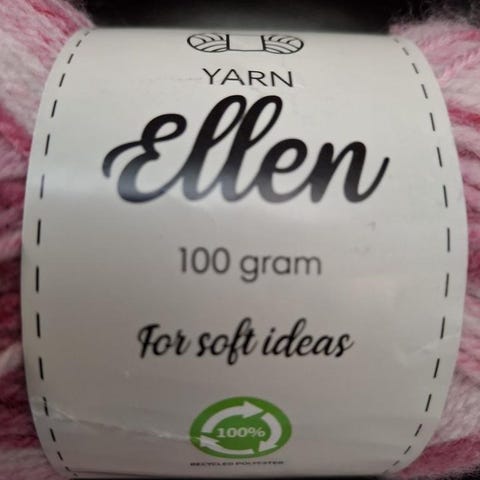 YARN
Ellen
100 gram
For soft ideas
100%
RECYCLED POLYESTER